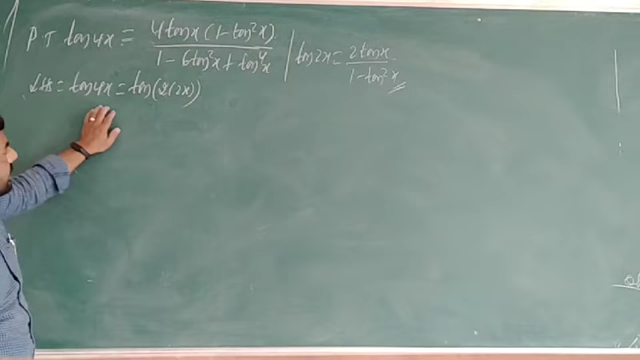 P T tan4x = 4tanx(1-tan²x) / 1-6tan²x+tan⁴x | tan2x = 2tanx / 1-tan²x
LHS = tan4x = tan(2(2x))